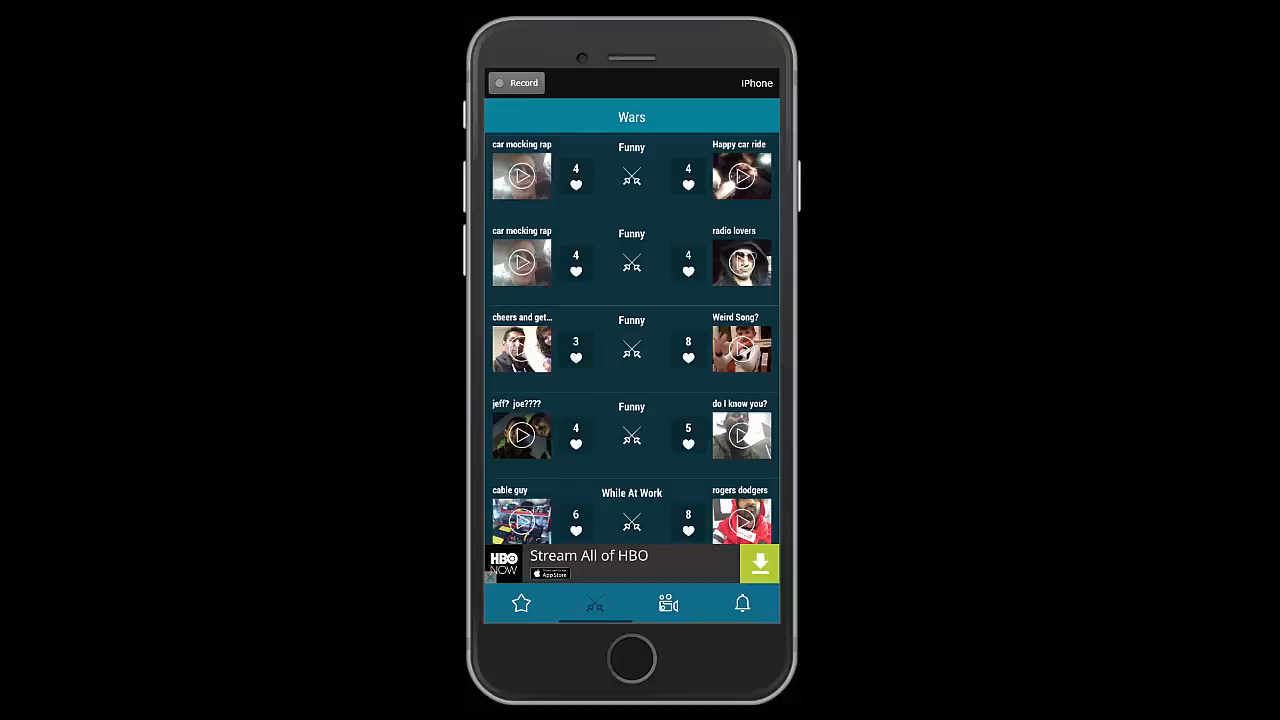 Record
iPhone
Wars
car mocking rap
Funny
Happy car ride
4
4
car mocking rap
Funny
radio lovers
4
4
cheers and get...
Funny
Weird Song?
3
8
jeff? joe????
Funny
do I know you?
4
5
cable guy
While At Work
rogers dodgers
6
8
HBO
NOW
Stream All of HBO
AppStore